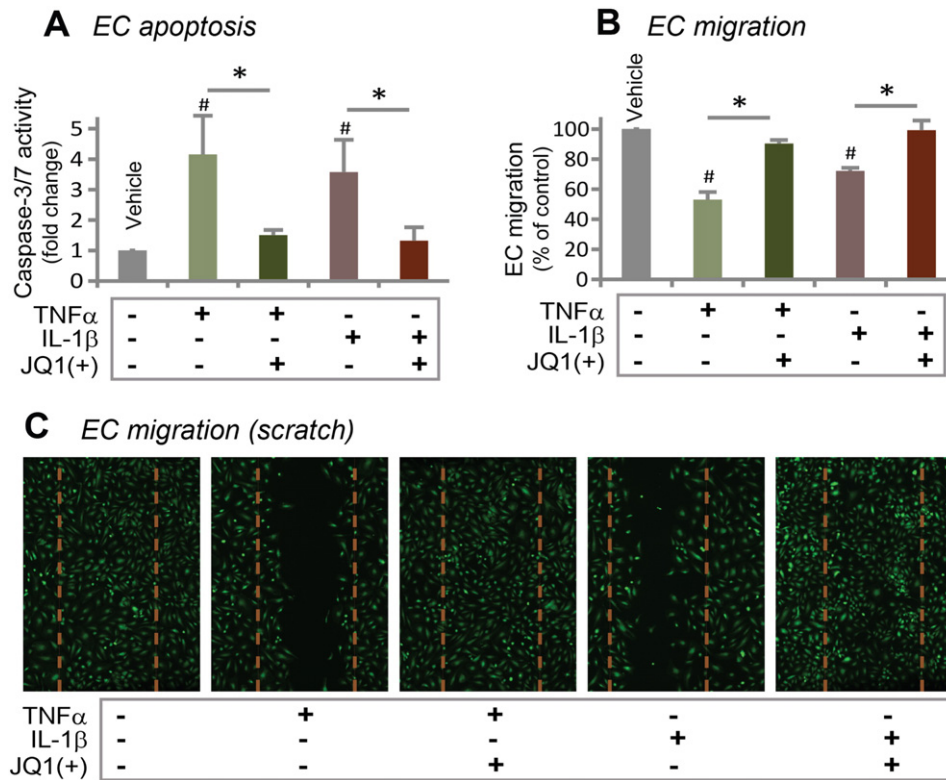 A EC apoptosis
Caspase-3/7 activity
(fold change)
5
4
3
2
1
0
Vehicle
#
*
#
*
TNFα - + + - -
IL-1β - - - + +
JQ1(+) - - + - +
B EC migration
EC migration
(% of control)
100
80
60
40
20
0
Vehicle
#
*
#
*
TNFα - + + - -
IL-1β - - - + +
JQ1(+) - - + - +
C EC migration (scratch)
TNFα - + + - -
IL-1β - - - + +
JQ1(+) - - + - +